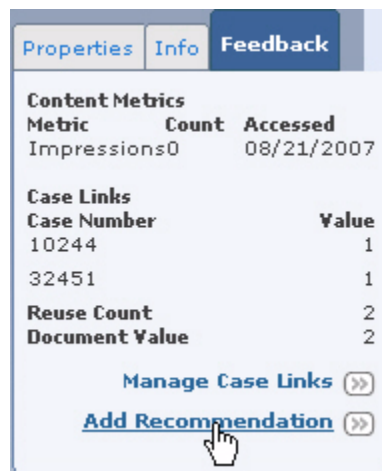 Properties Info Feedback
Content Metrics
Metric Count Accessed
Impressions0 08/21/2007
Case Links
Case Number Value
10244 1
32451 1
Reuse Count 2
Document Value 2
Manage Case Links
Add Recommendation